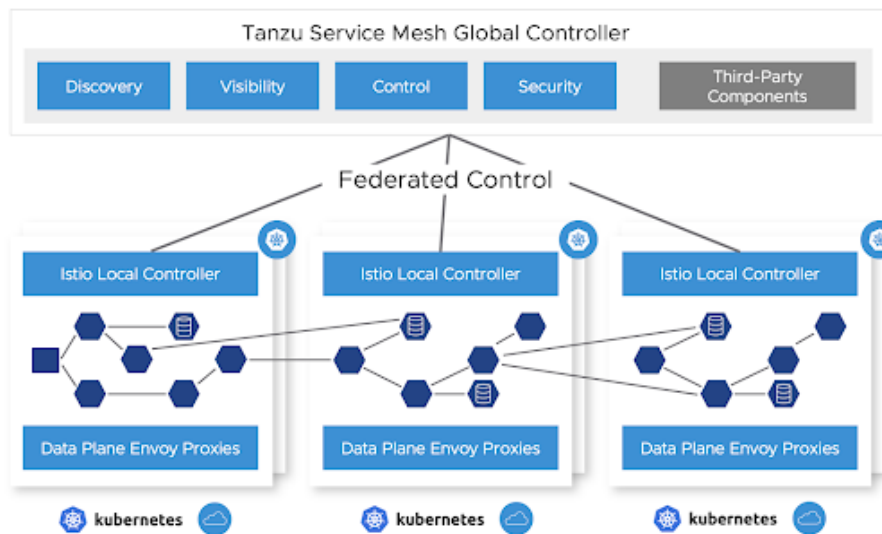 Tanzu Service Mesh Global Controller
Discovery
Visibility
Control
Security
Third-Party
Components
Federated Control
Istio Local Controller
Istio Local Controller
Istio Local Controller
Data Plane Envoy Proxies
Data Plane Envoy Proxies
Data Plane Envoy Proxies
kubernetes
kubernetes
kubernetes